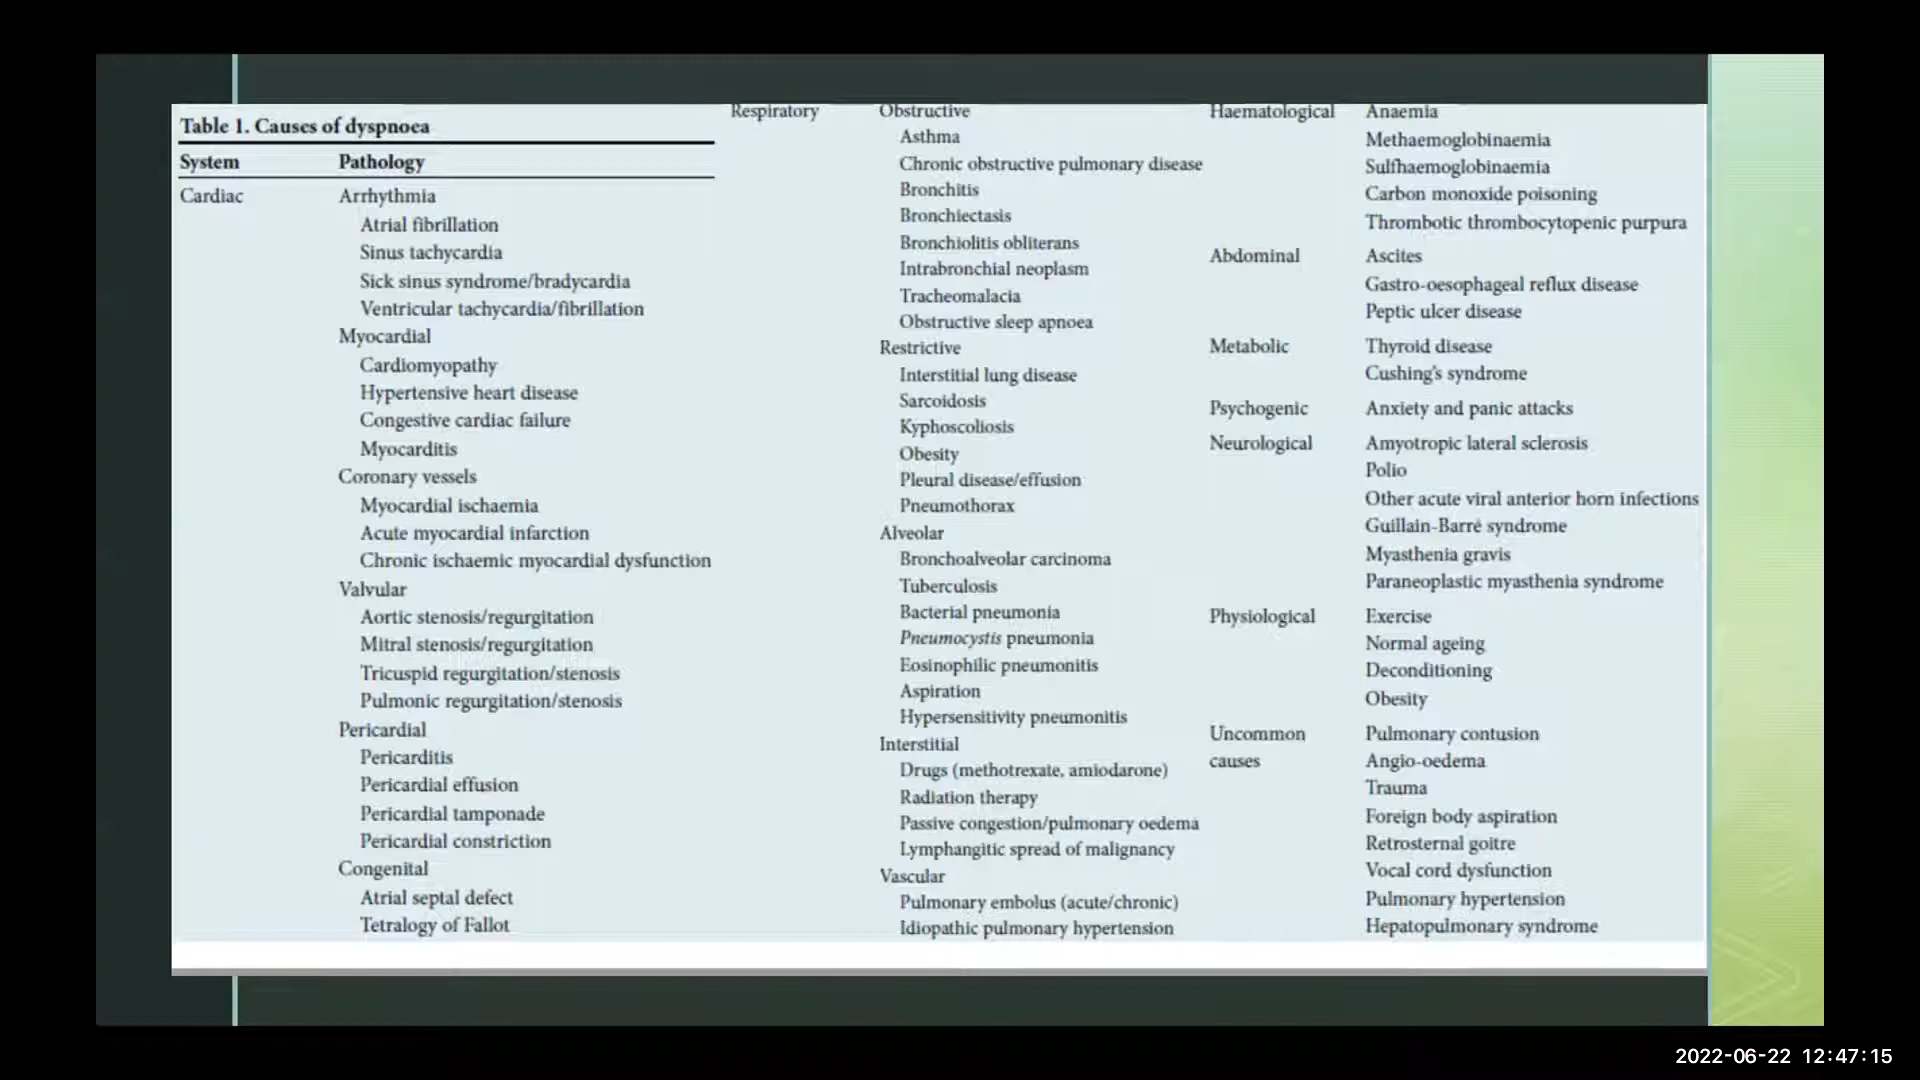 Table 1. Causes of dyspnoea
System Pathology
Cardiac Arrhythmia
Atrial fibrillation
Sinus tachycardia
Sick sinus syndrome/bradycardia
Ventricular tachycardia/fibrillation
Myocardial
Cardiomyopathy
Hypertensive heart disease
Congestive cardiac failure
Myocarditis
Coronary vessels
Myocardial ischaemia
Acute myocardial infarction
Chronic ischaemic myocardial dysfunction
Valvular
Aortic stenosis/regurgitation
Mitral stenosis/regurgitation
Tricuspid regurgitation/stenosis
Pulmonic regurgitation/stenosis
Pericardial
Pericarditis
Pericardial effusion
Pericardial tamponade
Pericardial constriction
Congenital
Atrial septal defect
Tetralogy of Fallot
Respiratory Obstructive
Asthma
Chronic obstructive pulmonary disease
Bronchitis
Bronchiectasis
Bronchiolitis obliterans
Intrabronchial neoplasm
Tracheomalacia
Obstructive sleep apnoea
Restrictive
Interstitial lung disease
Sarcoidosis
Kyphoscoliosis
Obesity
Pleural disease/effusion
Pneumothorax
Alveolar
Bronchoalveolar carcinoma
Tuberculosis
Bacterial pneumonia
Pneumocystis pneumonia
Eosinophilic pneumonitis
Aspiration
Hypersensitivity pneumonitis
Interstitial
Drugs (methotrexate, amiodarone)
Radiation therapy
Passive congestion/pulmonary oedema
Lymphangitic spread of malignancy
Vascular
Pulmonary embolus (acute/chronic)
Idiopathic pulmonary hypertension
Haematological Anaemia
Methaemoglobinaemia
Sulfhaemoglobinaemia
Carbon monoxide poisoning
Thrombotic thrombocytopenic purpura
Abdominal Ascites
Gastro-oesophageal reflux disease
Peptic ulcer disease
Metabolic Thyroid disease
Cushing's syndrome
Psychogenic Anxiety and panic attacks
Neurological Amyotropic lateral sclerosis
Polio
Other acute viral anterior horn infections
Guillain-Barré syndrome
Myasthenia gravis
Paraneoplastic myasthenia syndrome
Physiological Exercise
Normal ageing
Deconditioning
Obesity
Uncommon Pulmonary contusion
causes Angio-oedema
Trauma
Foreign body aspiration
Retrosternal goitre
Vocal cord dysfunction
Pulmonary hypertension
Hepatopulmonary syndrome
2022-06-22 12:47:15